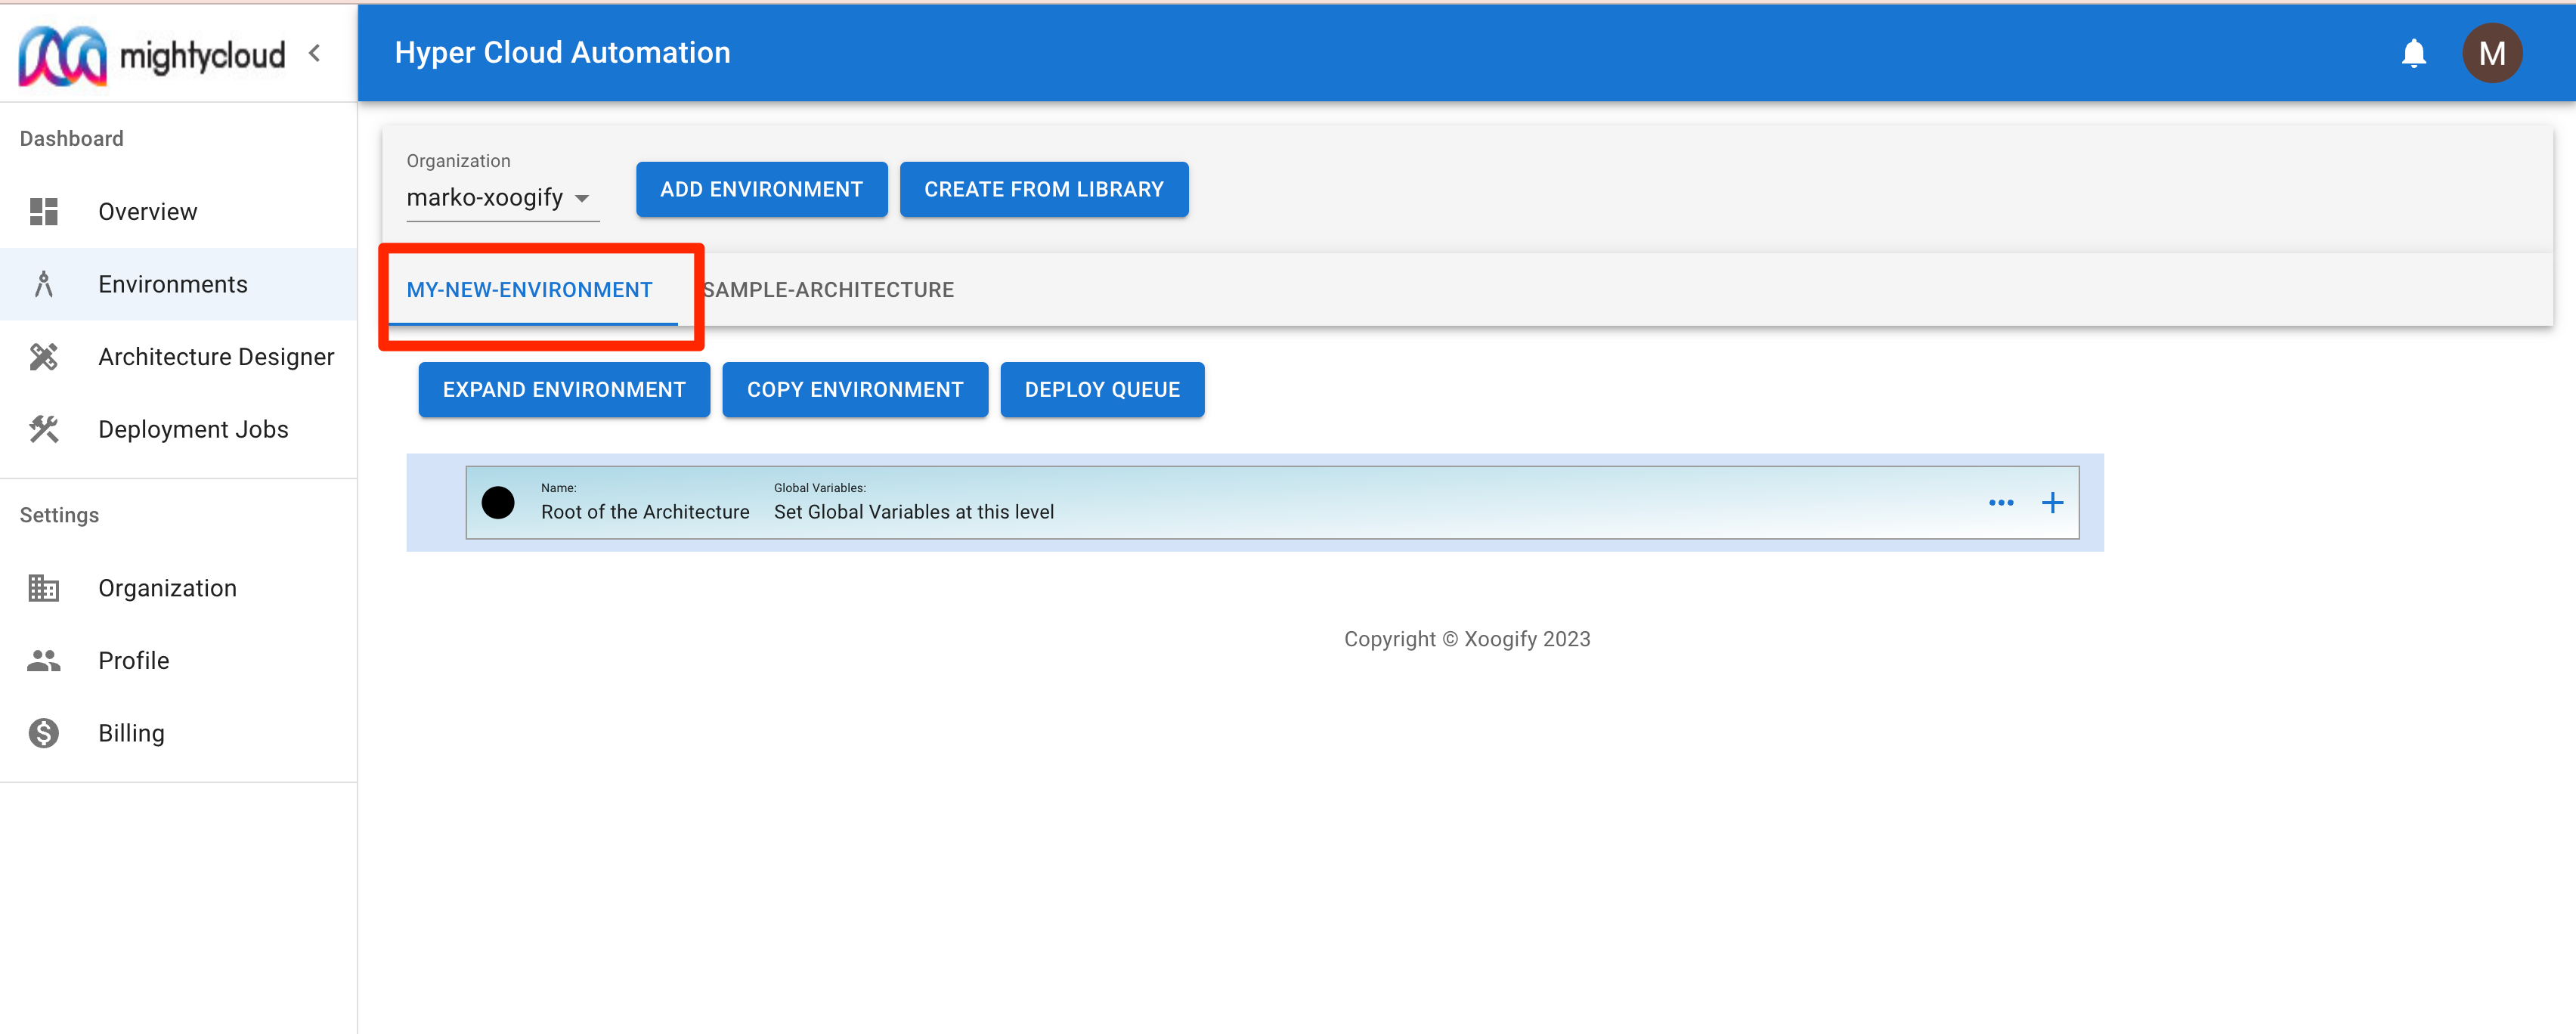 mightycloud
Hyper Cloud Automation
M
Dashboard
Overview
Environments
Architecture Designer
Deployment Jobs
Settings
Organization
Profile
Billing
Organization
marko-xoogify
ADD ENVIRONMENT
CREATE FROM LIBRARY
MY-NEW-ENVIRONMENT
SAMPLE-ARCHITECTURE
EXPAND ENVIRONMENT
COPY ENVIRONMENT
DEPLOY QUEUE
Name:
Root of the Architecture
Global Variables:
Set Global Variables at this level
Copyright © Xoogify 2023